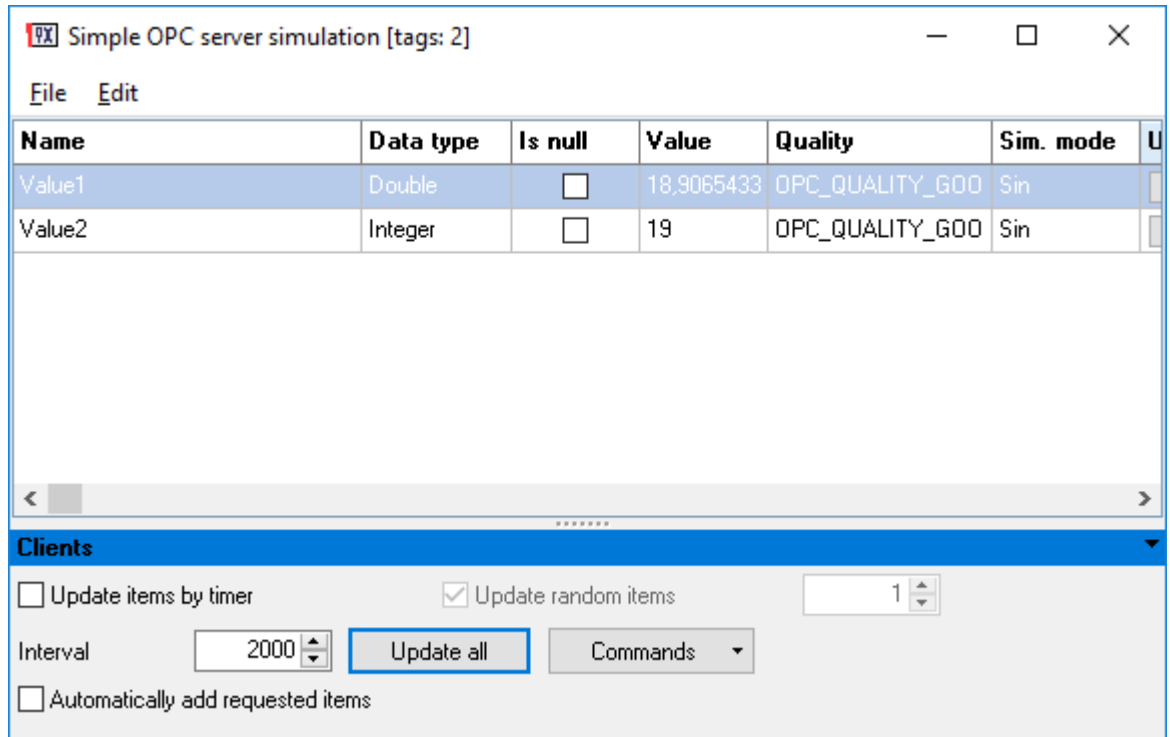 Simple OPC server simulation [tags: 2]
File Edit
Name Data type Is null Value Quality Sim. mode U
Value1 Double 18,9065433 OPC_QUALITY_GOO Sin
Value2 Integer 19 OPC_QUALITY_GOO Sin
Clients
Update items by timer Update random items 1
Interval 2000 Update all Commands
Automatically add requested items